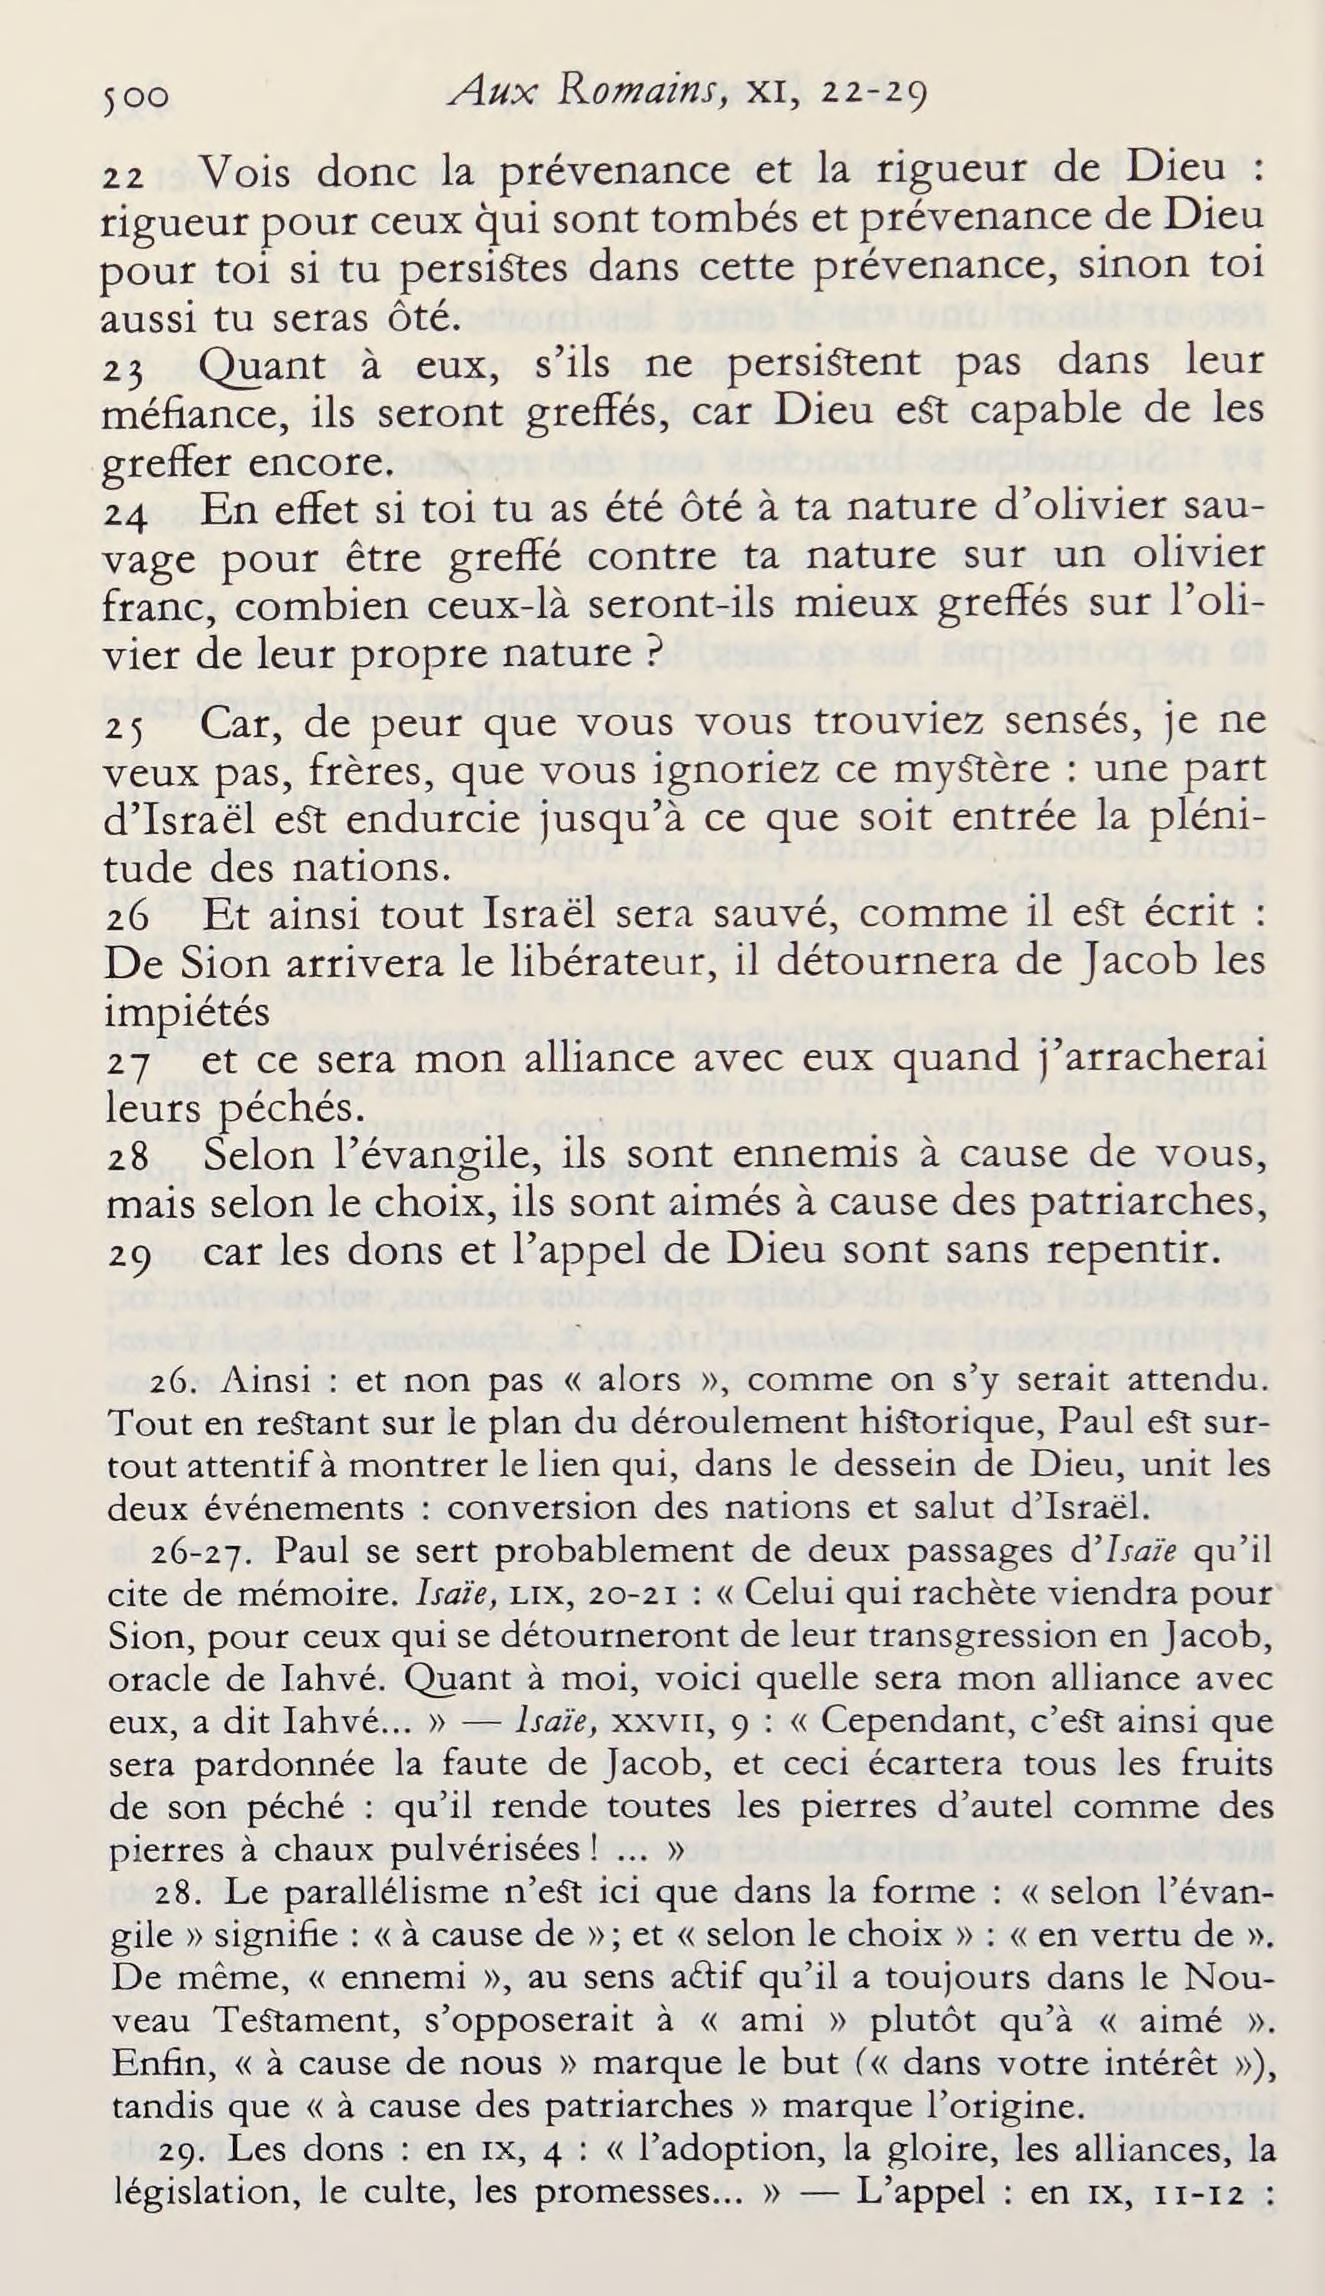 500
Aux Romains, XI, 22-29
22 Vois donc la prévenance et la rigueur de Dieu :
rigueur pour ceux qui sont tombés et prévenance de Dieu
pour toi si tu persistes dans cette prévenance, sinon toi
aussi tu seras ôté.
23 Quant à eux, s’ils ne persistent pas dans leur
méfiance, ils seront greffés, car Dieu est capable de les
greffer encore.
24 En effet si toi tu as été ôté à ta nature d’olivier sau-
vage pour être greffé contre ta nature sur un olivier
franc, combien ceux-là seront-ils mieux greffés sur l’oli-
vier de leur propre nature ?
25 Car, de peur que vous vous trouviez sensés, je ne
veux pas, frères, que vous ignoriez ce mystère : une part
d’Israël est endurcie jusqu’à ce que soit entrée la pléni-
tude des nations.
26 Et ainsi tout Israël sera sauvé, comme il est écrit :
De Sion arrivera le libérateur, il détournera de Jacob les
impiétés
27 et ce sera mon alliance avec eux quand j’arracherai
leurs péchés.
28 Selon l’évangile, ils sont ennemis à cause de vous,
mais selon le choix, ils sont aimés à cause des patriarches,
29 car les dons et l’appel de Dieu sont sans repentir.
26. Ainsi : et non pas « alors », comme on s’y serait attendu.
Tout en restant sur le plan du déroulement historique, Paul est sur-
tout attentif à montrer le lien qui, dans le dessein de Dieu, unit les
deux événements : conversion des nations et salut d’Israël.
26-27. Paul se sert probablement de deux passages d’Isaïe qu’il
cite de mémoire. Isaïe, LIX, 20-21 : « Celui qui rachète viendra pour
Sion, pour ceux qui se détourneront de leur transgression en Jacob,
oracle de Iahvé. Quant à moi, voici quelle sera mon alliance avec
eux, a dit Iahvé... » — Isaïe, XXVII, 9 : « Cependant, c’est ainsi que
sera pardonnée la faute de Jacob, et ceci écartera tous les fruits
de son péché : qu’il rende toutes les pierres d’autel comme des
pierres à chaux pulvérisées ! ... »
28. Le parallélisme n’est ici que dans la forme : « selon l’évan-
gile » signifie : « à cause de » ; et « selon le choix » : « en vertu de ».
De même, « ennemi », au sens actif qu’il a toujours dans le Nou-
veau Testament, s’opposerait à « ami » plutôt qu’à « aimé ».
Enfin, « à cause de nous » marque le but (« dans votre intérêt »),
tandis que « à cause des patriarches » marque l’origine.
29. Les dons : en IX, 4 : « l’adoption, la gloire, les alliances, la
législation, le culte, les promesses... » — L’appel : en IX, 11-12 :